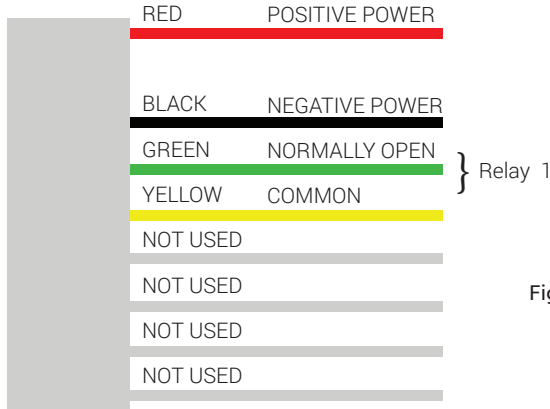 RED POSITIVE POWER
BLACK NEGATIVE POWER
GREEN NORMALLY OPEN
} Relay 1
YELLOW COMMON
NOT USED
NOT USED
NOT USED
NOT USED